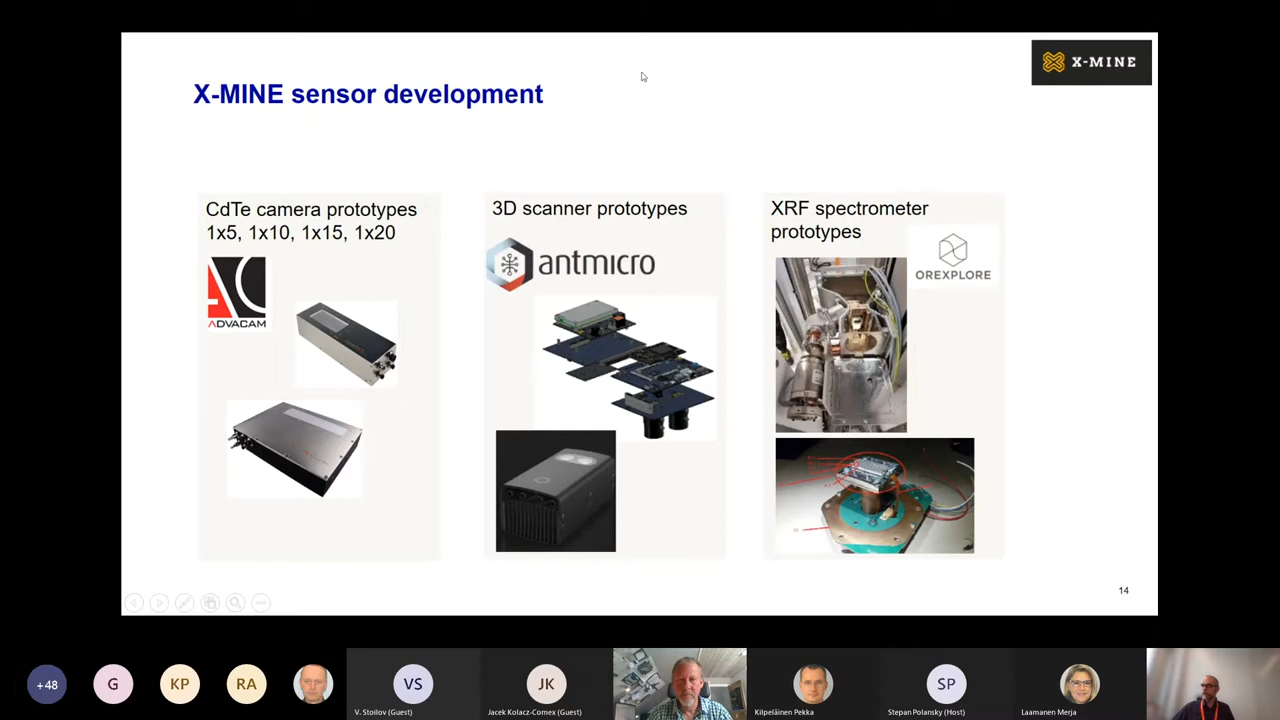 X-MINE
X-MINE sensor development
CdTe camera prototypes
1x5, 1x10, 1x15, 1x20
ADVACAM
3D scanner prototypes
antmicro
XRF spectrometer
prototypes
OREXPLORE
14
+48
G
KP
RA
VS
V. Stoilov (Guest)
JK
Jacek Kolacz-Comex (Guest)
Kilpeläinen Pekka
SP
Stepan Polansky (Host)
Laamanen Merja